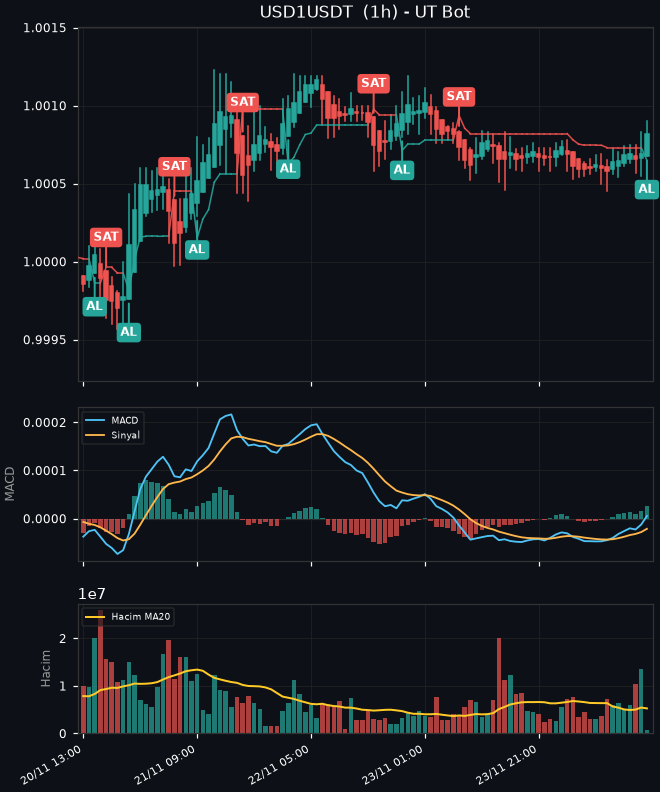 USD1USDT (1h) - UT Bot
1.0015
1.0010
1.0005
1.0000
0.9995
AL
SAT
AL
SAT
AL
SAT
AL
SAT
AL
SAT
AL
MACD
0.0002
0.0001
0.0000
MACD
Sinyal
1e7
Hacim
2
1
0
Hacim MA20
20/11 13:00
21/11 09:00
22/11 05:00
23/11 01:00
23/11 21:00